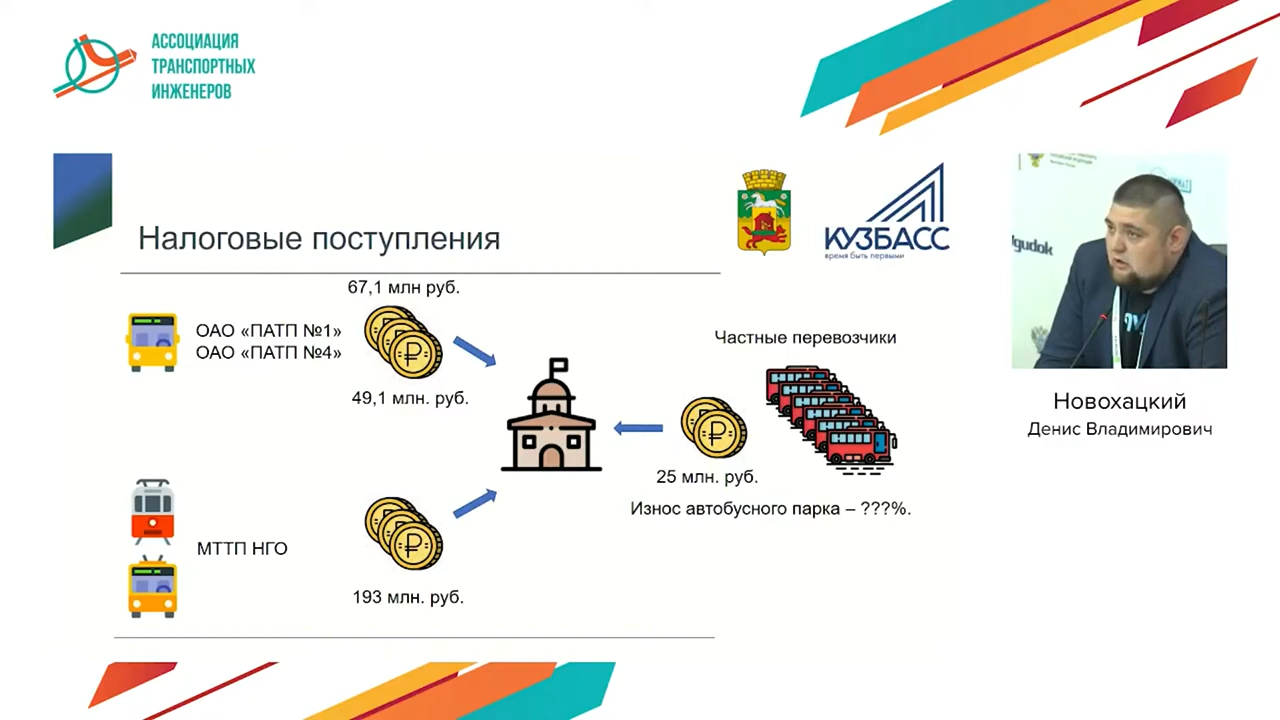 АССОЦИАЦИЯ
ТРАНСПОРТНЫХ
ИНЖЕНЕРОВ
Налоговые поступления
КУЗБАСС
время быть первыми
67,1 млн руб.
ОАО «ПАТП №1»
ОАО «ПАТП №4»
49,1 млн. руб.
МТТП НГО
193 млн. руб.
Частные перевозчики
25 млн. руб.
Износ автобусного парка – ???%.
Новохацкий
Денис Владимирович